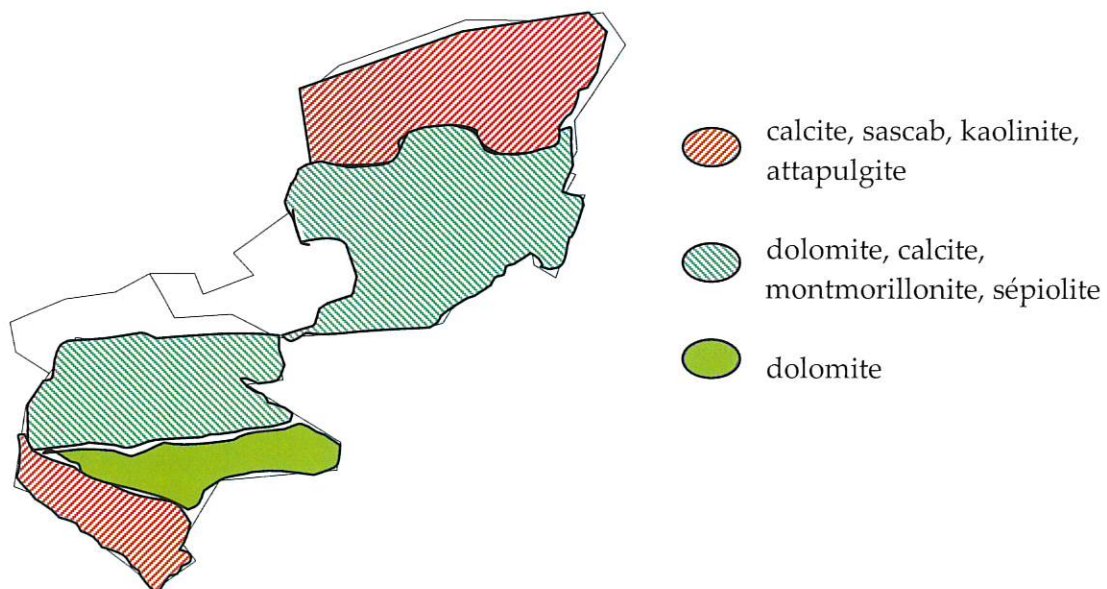 calcite, sascab, kaolinite,
attapulgite
dolomite, calcite,
montmorillonite, sépiolite
dolomite